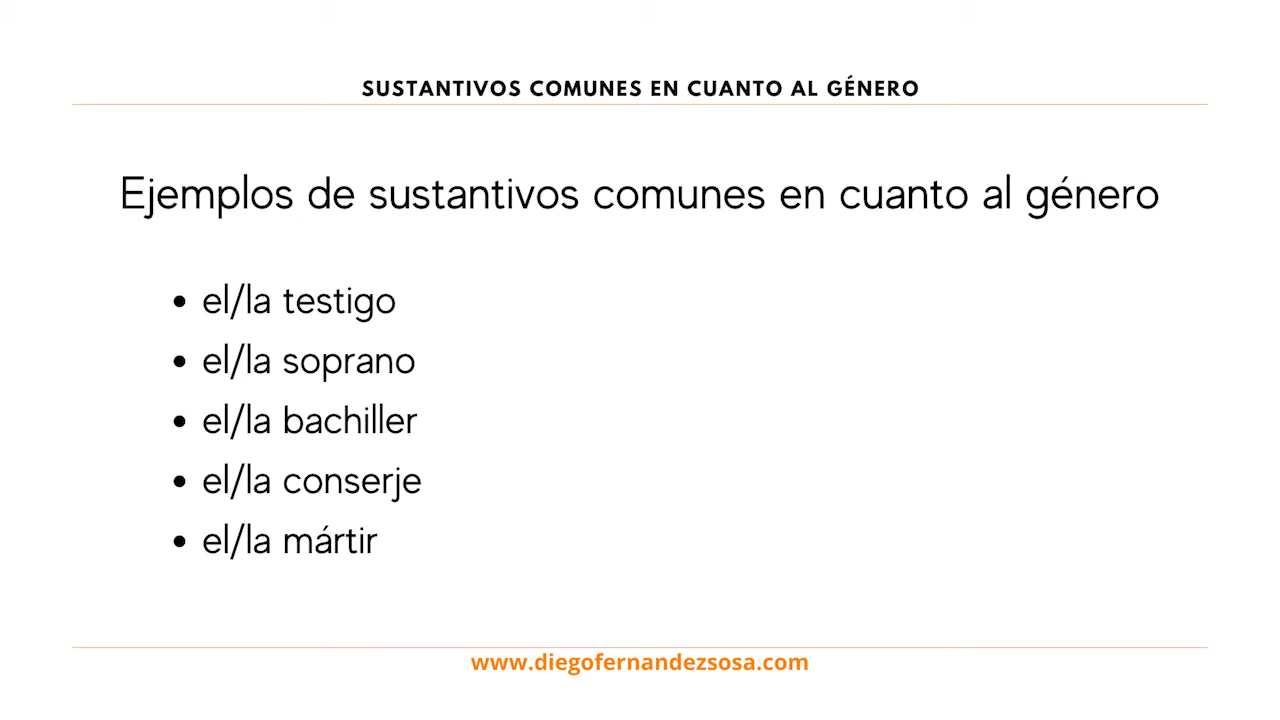 SUSTANTIVOS COMUNES EN CUANTO AL GÉNERO
Ejemplos de sustantivos comunes en cuanto al género
• el/la testigo
• el/la soprano
• el/la bachiller
• el/la conserje
• el/la mártir
www.diegofernandezsosa.com